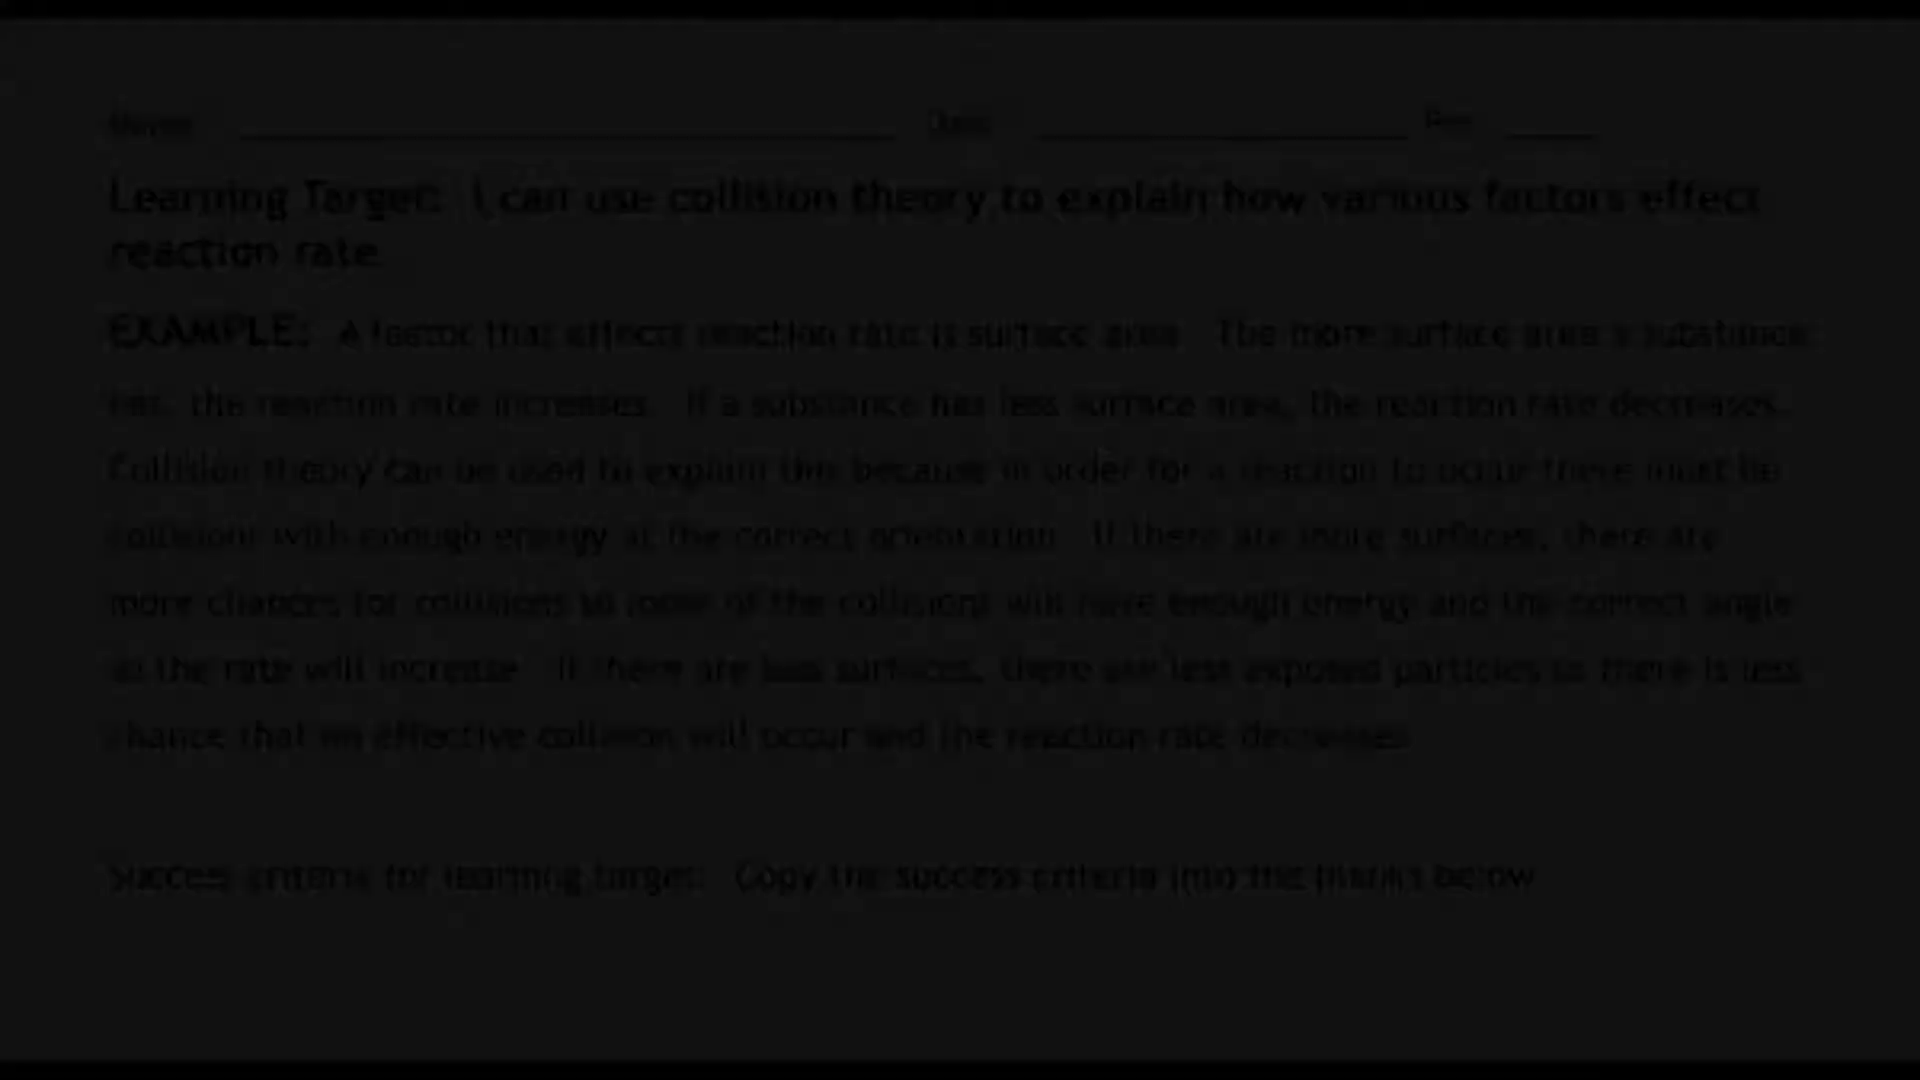 Name Date Per
Learning Target: I can use collision theory to explain how various factors effect
reaction rate
EXAMPLE: A factor that effects reaction rate is surface area. The more surface area a substance
has, the reaction rate increases. If a substance has less surface area, the reaction rate decreases.
Collision theory can be used to explain this because in order for a reaction to occur there must be
collisions with enough energy at the correct orientation. If there are more surfaces, there are
more chances for collisions so more of the collisions will have enough energy and the correct angle
so the rate will increase. If there are less surfaces, there are less exposed particles so there is less
chance that an effective collision will occur and the reaction rate decreases
Success criteria for learning target: Copy the success criteria into the blanks below